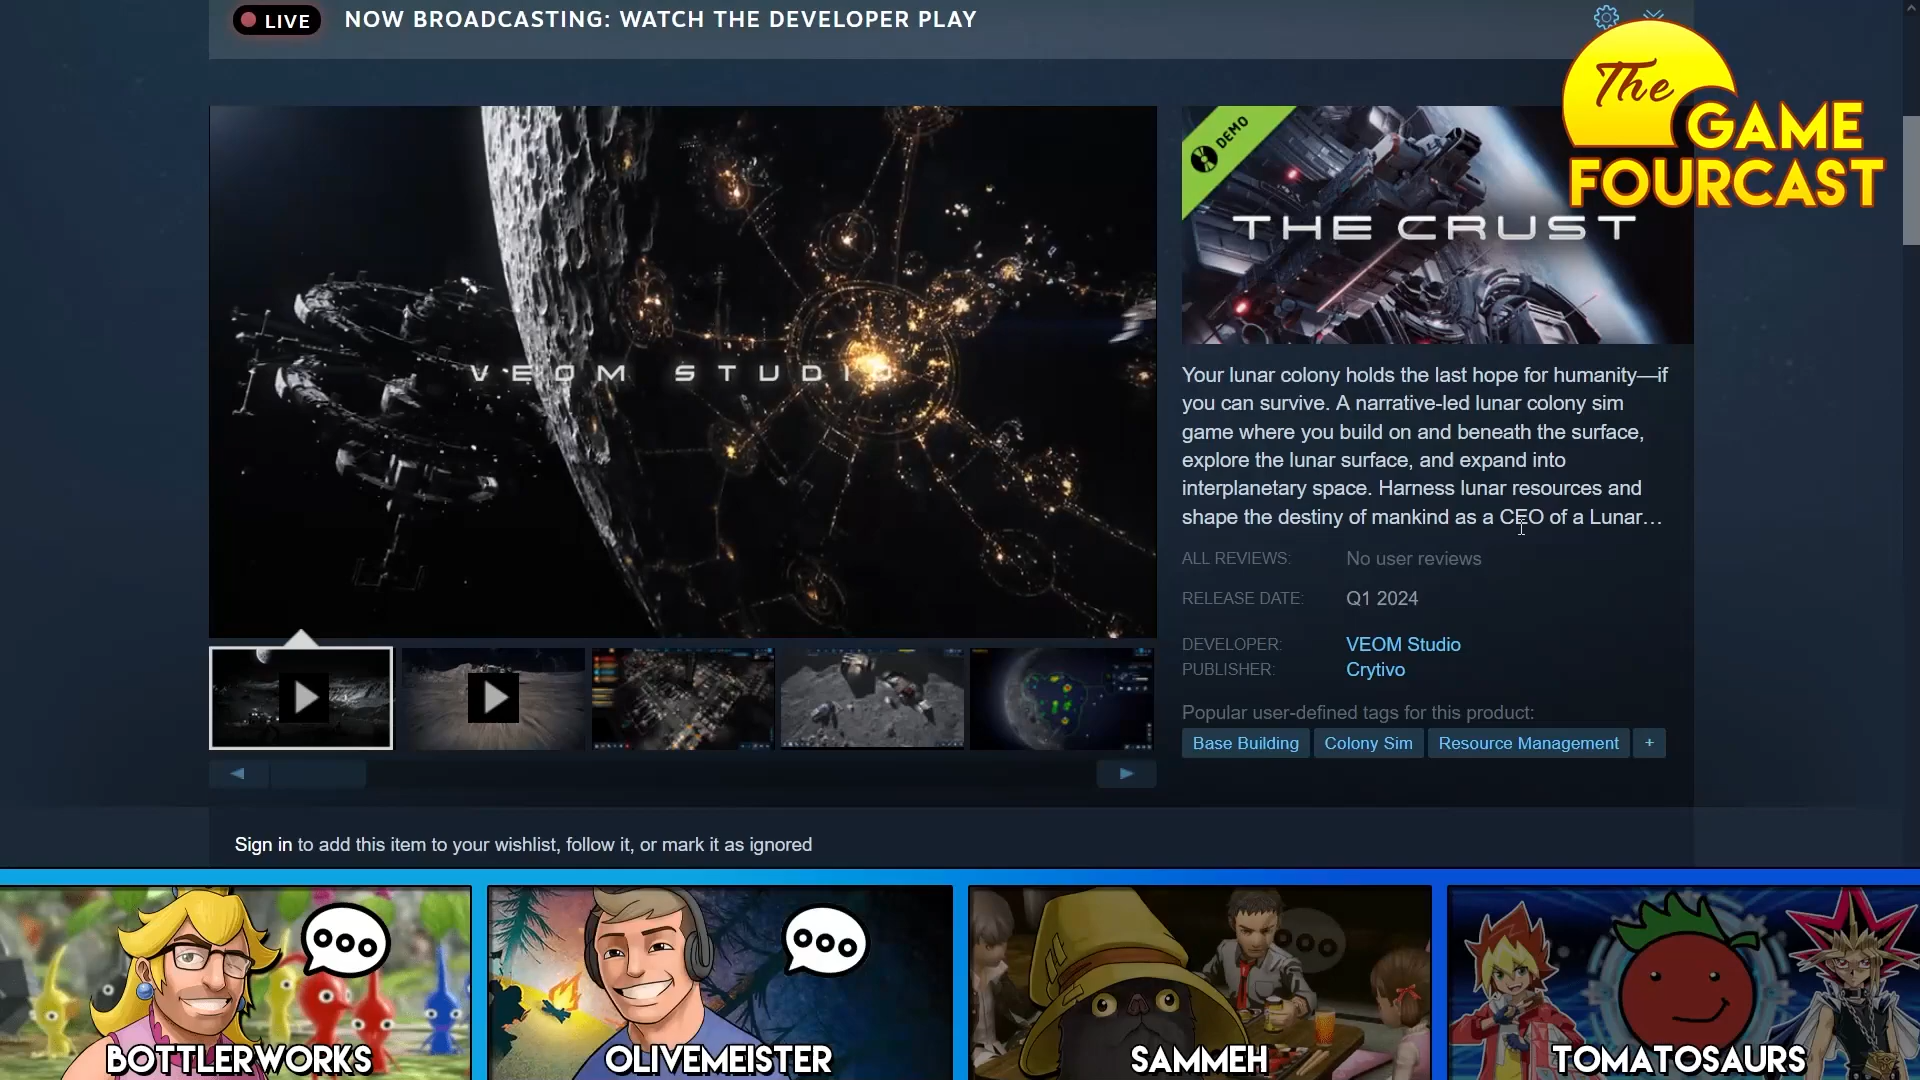 LIVE
NOW BROADCASTING: WATCH THE DEVELOPER PLAY
The
GAME
FOURCAST
DEMO
THE CRUST
VEOM STUDIO
Your lunar colony holds the last hope for humanity—if
you can survive. A narrative-led lunar colony sim
game where you build on and beneath the surface,
explore the lunar surface, and expand into
interplanetary space. Harness lunar resources and
shape the destiny of mankind as a CEO of a Lunar...
ALL REVIEWS: No user reviews
RELEASE DATE: Q1 2024
DEVELOPER: VEOM Studio
PUBLISHER: Crytivo
Popular user-defined tags for this product:
Base Building Colony Sim Resource Management +
Sign in to add this item to your wishlist, follow it, or mark it as ignored
BOTTLERWORKS OLIVEMEISTER SAMMEH TOMATOSAURS